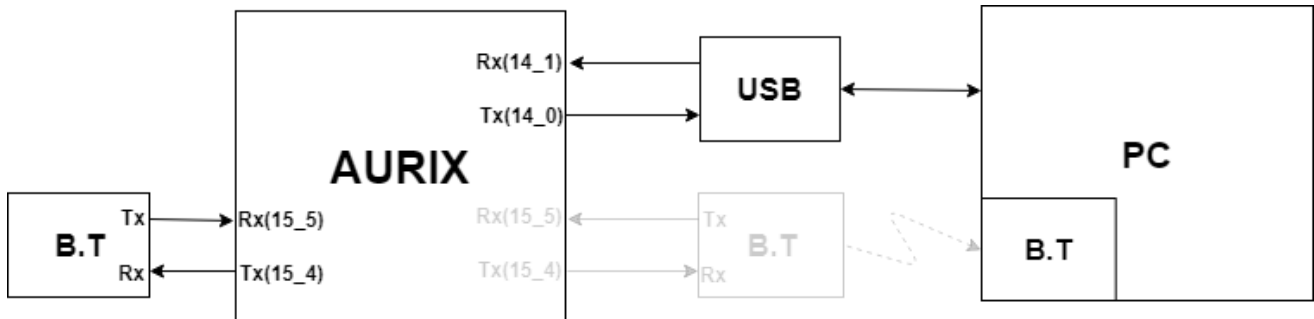 Rx(14_1)
USB
Tx(14_0)
PC
AURIX
Tx
Rx(15_5)
B.T
Rx
Tx(15_4)
Rx(15_5)
Tx
B.T
Tx(15_4)
Rx
B.T